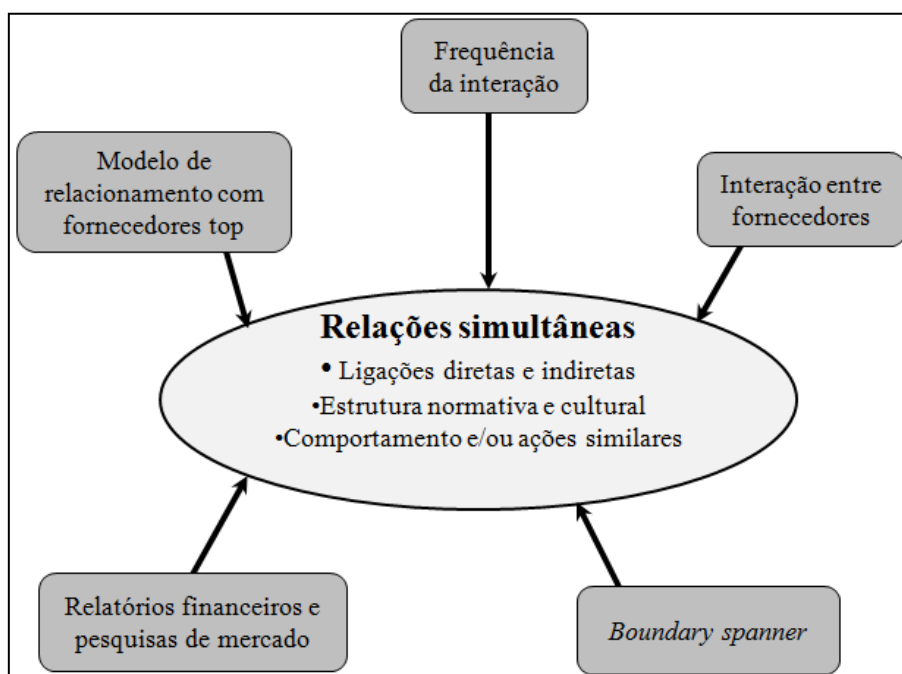 Frequência
da interação
Modelo de
relacionamento com
fornecedores top
Interação entre
fornecedores
Relações simultâneas
• Ligações diretas e indiretas
•Estrutura normativa e cultural
•Comportamento e/ou ações similares
Relatórios financeiros e
pesquisas de mercado
Boundary spanner